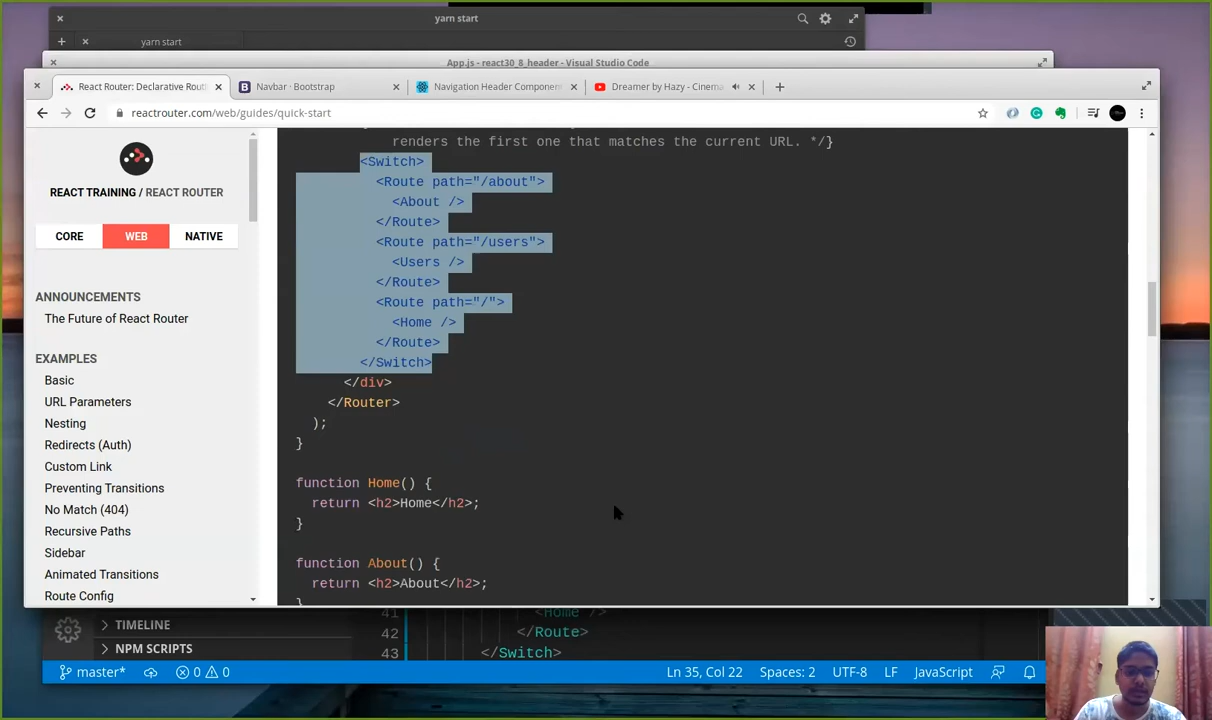 yarn start
yarn start
App.js - react30_8_header - Visual Studio Code
React Router: Declarative Routi
Navbar · Bootstrap
Navigation Header Component
Dreamer by Hazy - Cinema
reactrouter.com/web/guides/quick-start
REACT TRAINING / REACT ROUTER
CORE
WEB
NATIVE
ANNOUNCEMENTS
The Future of React Router
EXAMPLES
Basic
URL Parameters
Nesting
Redirects (Auth)
Custom Link
Preventing Transitions
No Match (404)
Recursive Paths
Sidebar
Animated Transitions
Route Config
renders the first one that matches the current URL. */}
<Switch>
<Route path="/about">
<About />
</Route>
<Route path="/users">
<Users />
</Route>
<Route path="/">
<Home />
</Route>
</Switch>
</div>
</Router>
);
}
function Home() {
return <h2>Home</h2>;
}
function About() {
return <h2>About</h2>;
}
41 <Home />
42 </Route>
43 </Switch>
TIMELINE
NPM SCRIPTS
master*
0
0
Ln 35, Col 22
Spaces: 2
UTF-8
LF
JavaScript